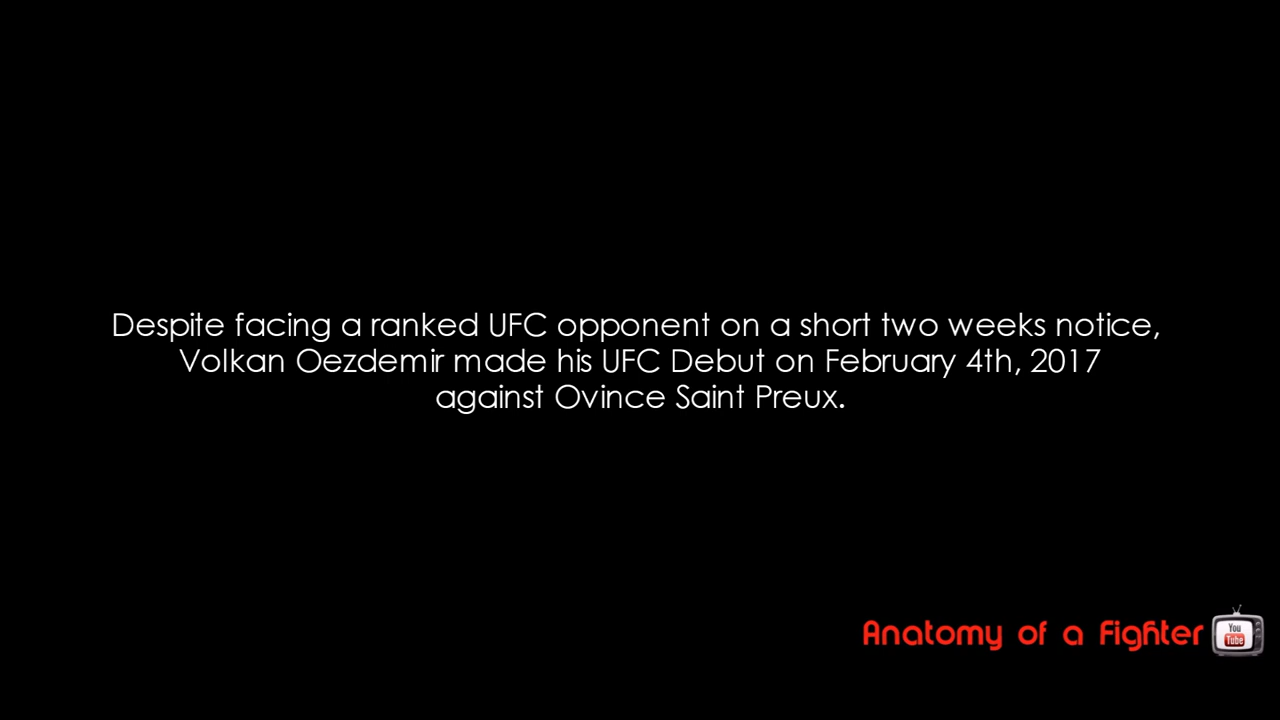 Despite facing a ranked UFC opponent on a short two weeks notice,
Volkan Oezdemir made his UFC Debut on February 4th, 2017
against Ovince Saint Preux.
Anatomy of a Fighter
You
Tube